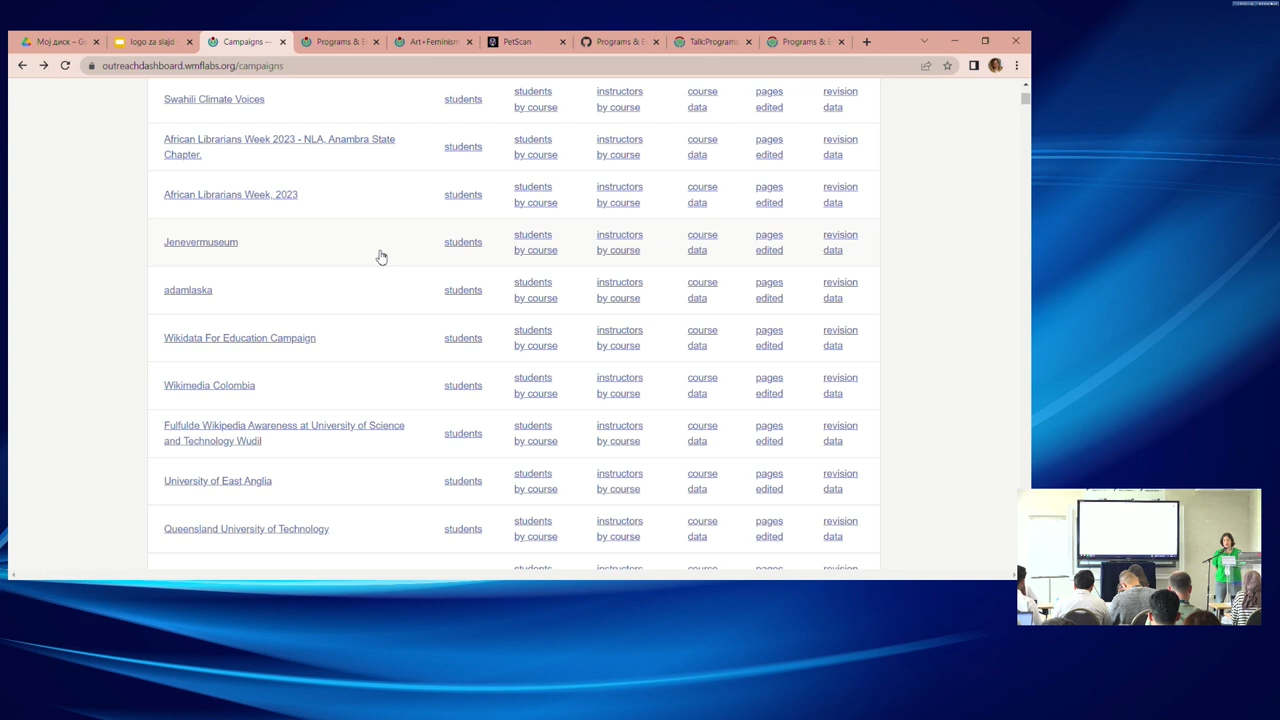 Мој диск – Go
logo za slajd
Campaigns —
Programs & E
Art+Feminism
PetScan
Programs & E
Talk:Programs
Programs & E
outreachdashboard.wmflabs.org/campaigns
Swahili Climate Voices students students by course instructors by course course data pages edited revision data
African Librarians Week 2023 - NLA, Anambra State
Chapter. students students by course instructors by course course data pages edited revision data
African Librarians Week, 2023 students students by course instructors by course course data pages edited revision data
Jenevermuseum students students by course instructors by course course data pages edited revision data
adamlaska students students by course instructors by course course data pages edited revision data
Wikidata For Education Campaign students students by course instructors by course course data pages edited revision data
Wikimedia Colombia students students by course instructors by course course data pages edited revision data
Fulfulde Wikipedia Awareness at University of Science
and Technology Wudil students students by course instructors by course course data pages edited revision data
University of East Anglia students students by course instructors by course course data pages edited revision data
Queensland University of Technology students students by course instructors by course course data pages edited revision data
students instructors course pages revision